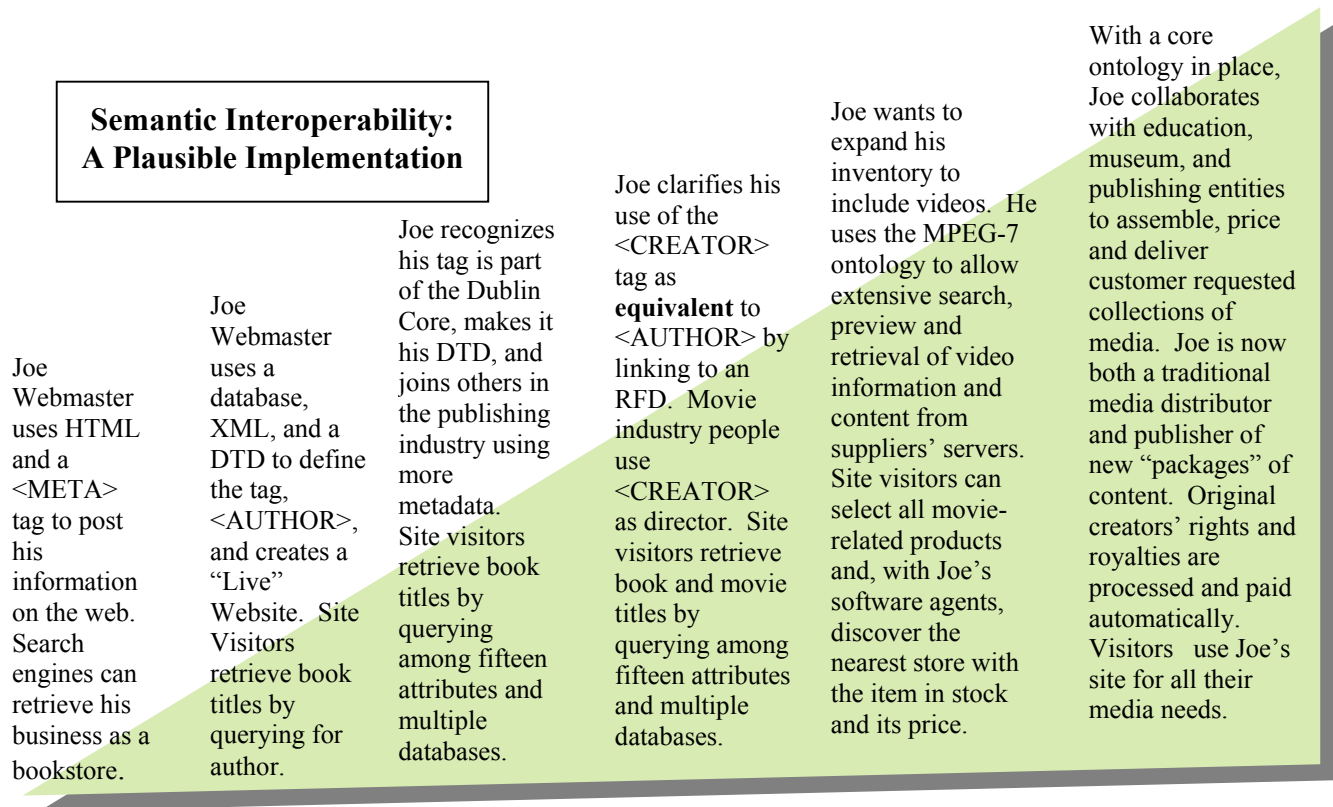 Semantic Interoperability:
A Plausible Implementation
Joe
Webmaster
uses HTML
and a
<META>
tag to post
his
information
on the web.
Search
engines can
retrieve his
business as a
bookstore.
Joe
Webmaster
uses a
database,
XML, and a
DTD to define
the tag,
<AUTHOR>,
and creates a
“Live”
Website. Site
Visitors
retrieve book
titles by
querying for
author.
Joe recognizes
his tag is part
of the Dublin
Core, makes it
his DTD, and
joins others in
the publishing
industry using
more
metadata.
Site visitors
retrieve book
titles by
querying
among fifteen
attributes and
multiple
databases.
Joe clarifies his
use of the
<CREATOR>
tag as
equivalent to
<AUTHOR> by
linking to an
RFD. Movie
industry people
use
<CREATOR>
as director. Site
visitors retrieve
book and movie
titles by
querying among
fifteen attributes
and multiple
databases.
Joe wants to
expand his
inventory to
include videos. He
uses the MPEG-7
ontology to allow
extensive search,
preview and
retrieval of video
information and
content from
suppliers’ servers.
Site visitors can
select all movie-
related products
and, with Joe’s
software agents,
discover the
nearest store with
the item in stock
and its price.
With a core
ontology in place,
Joe collaborates
with education,
museum, and
publishing entities
to assemble, price
and deliver
customer requested
collections of
media. Joe is now
both a traditional
media distributor
and publisher of
new “packages” of
content. Original
creators’ rights and
royalties are
processed and paid
automatically.
Visitors use Joe’s
site for all their
media needs.